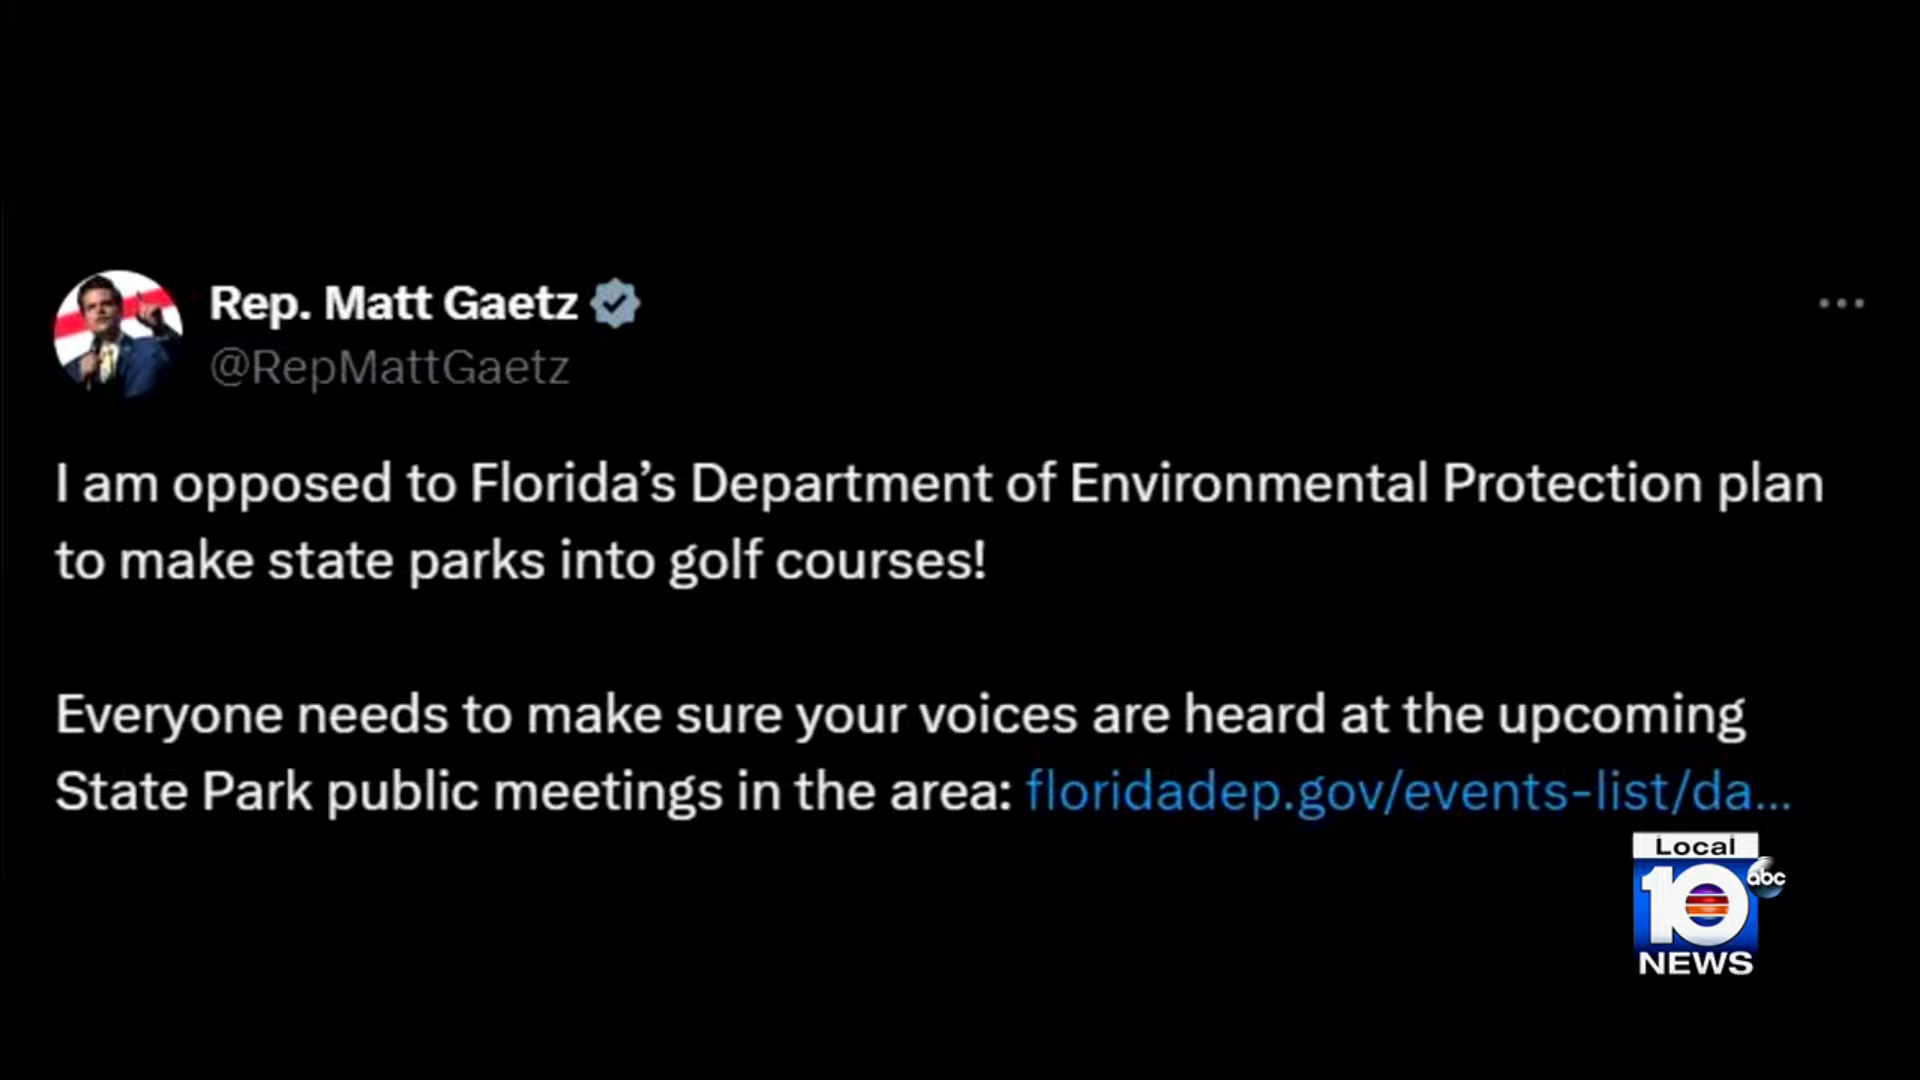 Rep. Matt Gaetz
@RepMattGaetz
I am opposed to Florida’s Department of Environmental Protection plan
to make state parks into golf courses!
Everyone needs to make sure your voices are heard at the upcoming
State Park public meetings in the area: floridadep.gov/events-list/da...
Local
10
abc
NEWS